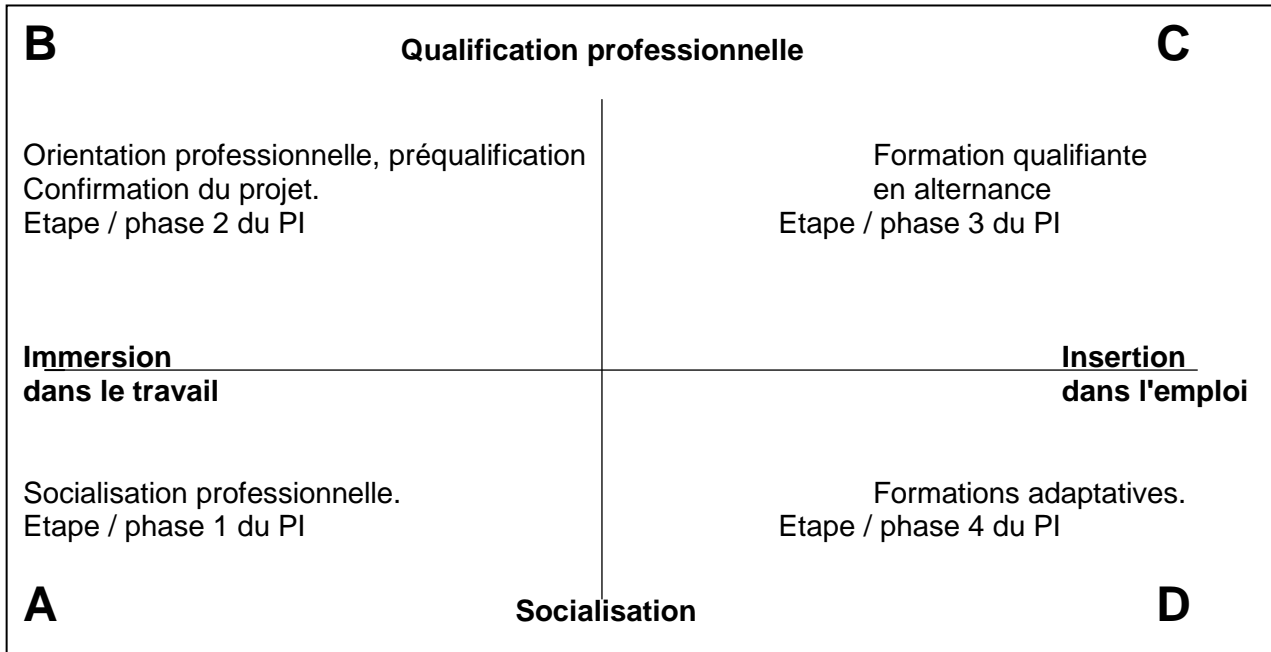 B
Qualification professionnelle
C
Orientation professionnelle, préqualification
Confirmation du projet.
Etape / phase 2 du PI
Formation qualifiante
en alternance
Etape / phase 3 du PI
Immersion
dans le travail
Insertion
dans l'emploi
Socialisation professionnelle.
Etape / phase 1 du PI
Formations adaptatives.
Etape / phase 4 du PI
A
Socialisation
D